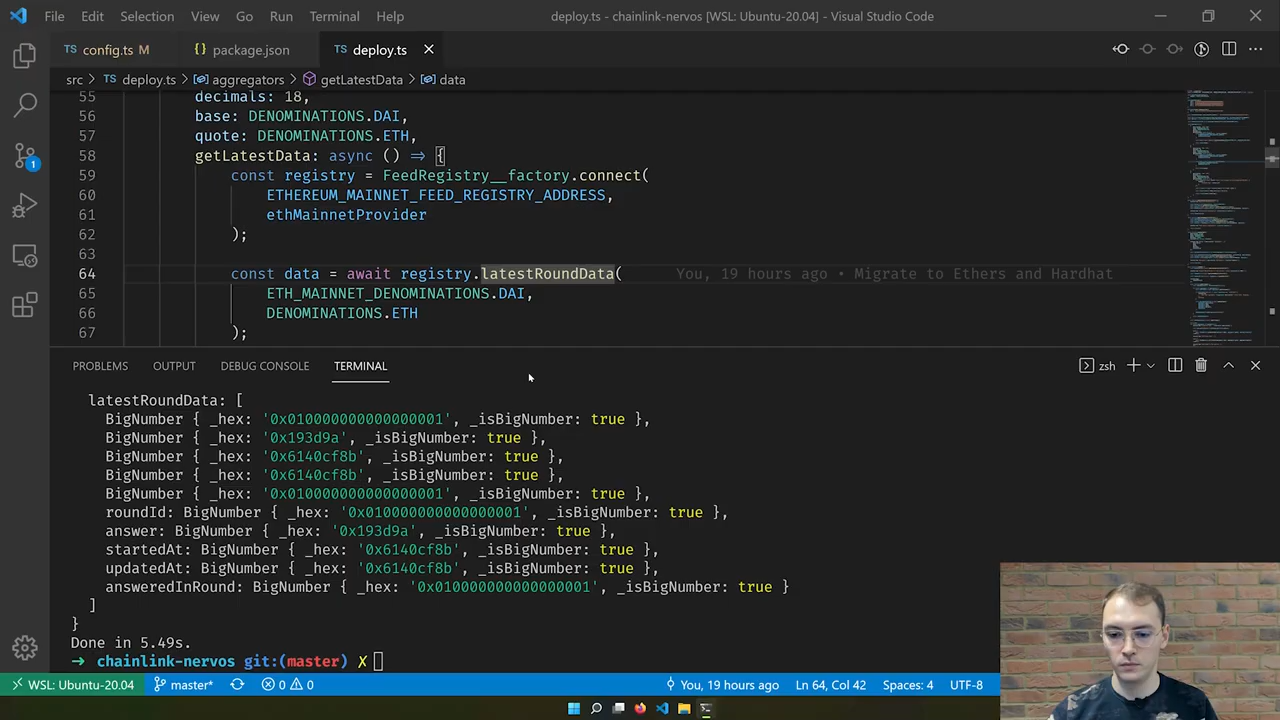 File Edit Selection View Go Run Terminal Help
deploy.ts - chainlink-nervos [WSL: Ubuntu-20.04] - Visual Studio Code
TS config.ts M
{} package.json
TS deploy.ts
src > TS deploy.ts > aggregators > getLatestData > data
55 decimals: 18,
56 base: DENOMINATIONS.DAI,
57 quote: DENOMINATIONS.ETH,
58 getLatestData: async () => {
59 const registry = FeedRegistry__factory.connect(
60 ETHEREUM_MAINNET_FEED_REGISTRY_ADDRESS,
61 ethMainnetProvider
62 );
63
64 const data = await registry.latestRoundData( You, 19 hours ago • Migrate to Ethers and Hardhat
65 ETH_MAINNET_DENOMINATIONS.DAI,
66 DENOMINATIONS.ETH
67 );
PROBLEMS OUTPUT DEBUG CONSOLE TERMINAL
zsh
latestRoundData: [
BigNumber { _hex: '0x010000000000000001', _isBigNumber: true },
BigNumber { _hex: '0x193d9a', _isBigNumber: true },
BigNumber { _hex: '0x6140cf8b', _isBigNumber: true },
BigNumber { _hex: '0x6140cf8b', _isBigNumber: true },
BigNumber { _hex: '0x010000000000000001', _isBigNumber: true },
roundId: BigNumber { _hex: '0x010000000000000001', _isBigNumber: true },
answer: BigNumber { _hex: '0x193d9a', _isBigNumber: true },
startedAt: BigNumber { _hex: '0x6140cf8b', _isBigNumber: true },
updatedAt: BigNumber { _hex: '0x6140cf8b', _isBigNumber: true },
answeredInRound: BigNumber { _hex: '0x010000000000000001', _isBigNumber: true }
]
}
Done in 5.49s.
→ chainlink-nervos git:(master) ✗
1
WSL: Ubuntu-20.04 master* 0 0 You, 19 hours ago Ln 64, Col 42 Spaces: 4 UTF-8